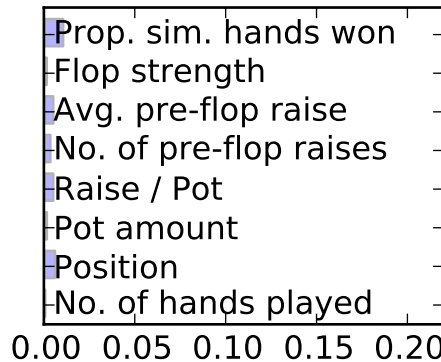 Prop. sim. hands won
Flop strength
Avg. pre-flop raise
No. of pre-flop raises
Raise / Pot
Pot amount
Position
No. of hands played
0.00 0.05 0.10 0.15 0.20